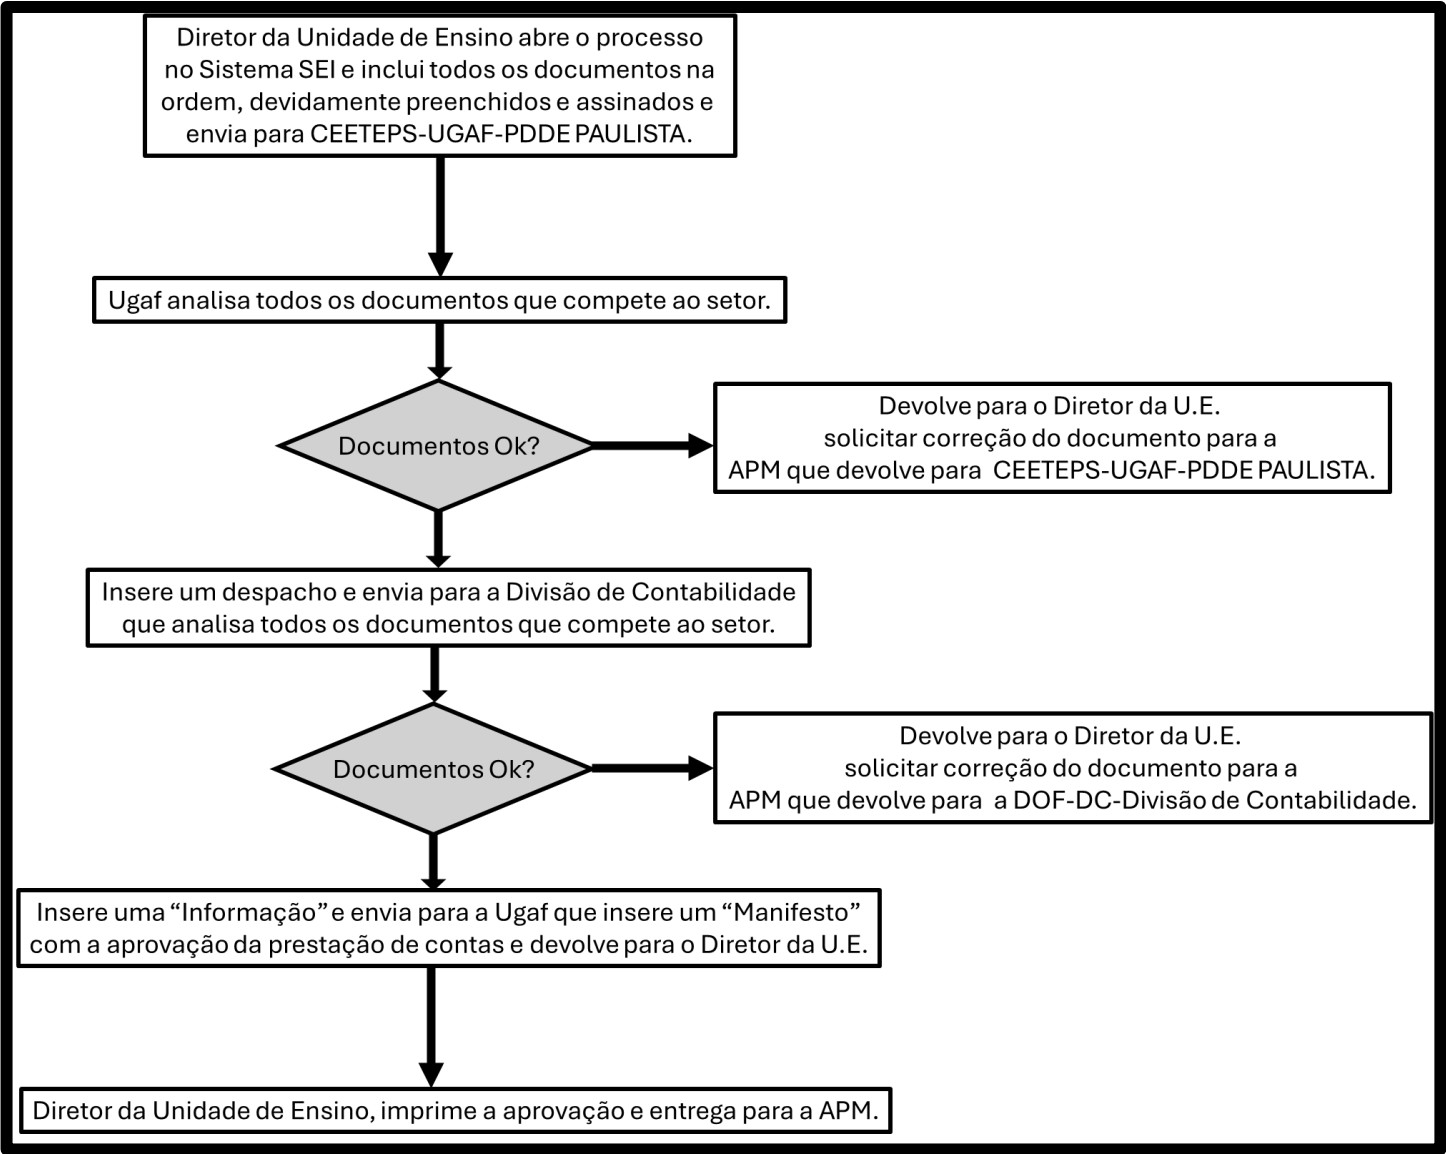 Diretor da Unidade de Ensino abre o processo
no Sistema SEI e inclui todos os documentos na
ordem, devidamente preenchidos e assinados e
envia para CEETEPS-UGAF-PDDE PAULISTA.
Ugaf analisa todos os documentos que compete ao setor.
Documentos Ok?
Devolve para o Diretor da U.E.
solicitar correção do documento para a
APM que devolve para CEETEPS-UGAF-PDDE PAULISTA.
Insere um despacho e envia para a Divisão de Contabilidade
que analisa todos os documentos que compete ao setor.
Documentos Ok?
Devolve para o Diretor da U.E.
solicitar correção do documento para a
APM que devolve para a DOF-DC-Divisão de Contabilidade.
Insere uma “Informação” e envia para a Ugaf que insere um “Manifesto”
com a aprovação da prestação de contas e devolve para o Diretor da U.E.
Diretor da Unidade de Ensino, imprime a aprovação e entrega para a APM.